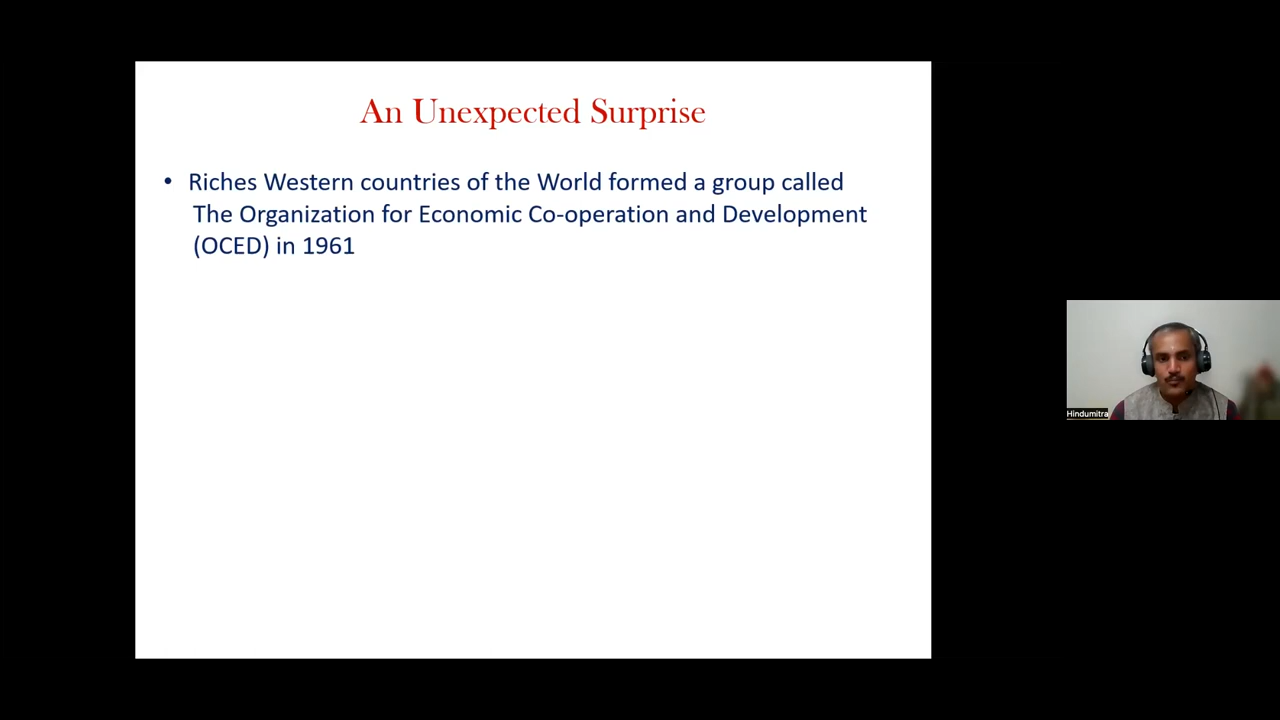 An Unexpected Surprise
• Riches Western countries of the World formed a group called
The Organization for Economic Co-operation and Development
(OCED) in 1961
Hindumitra